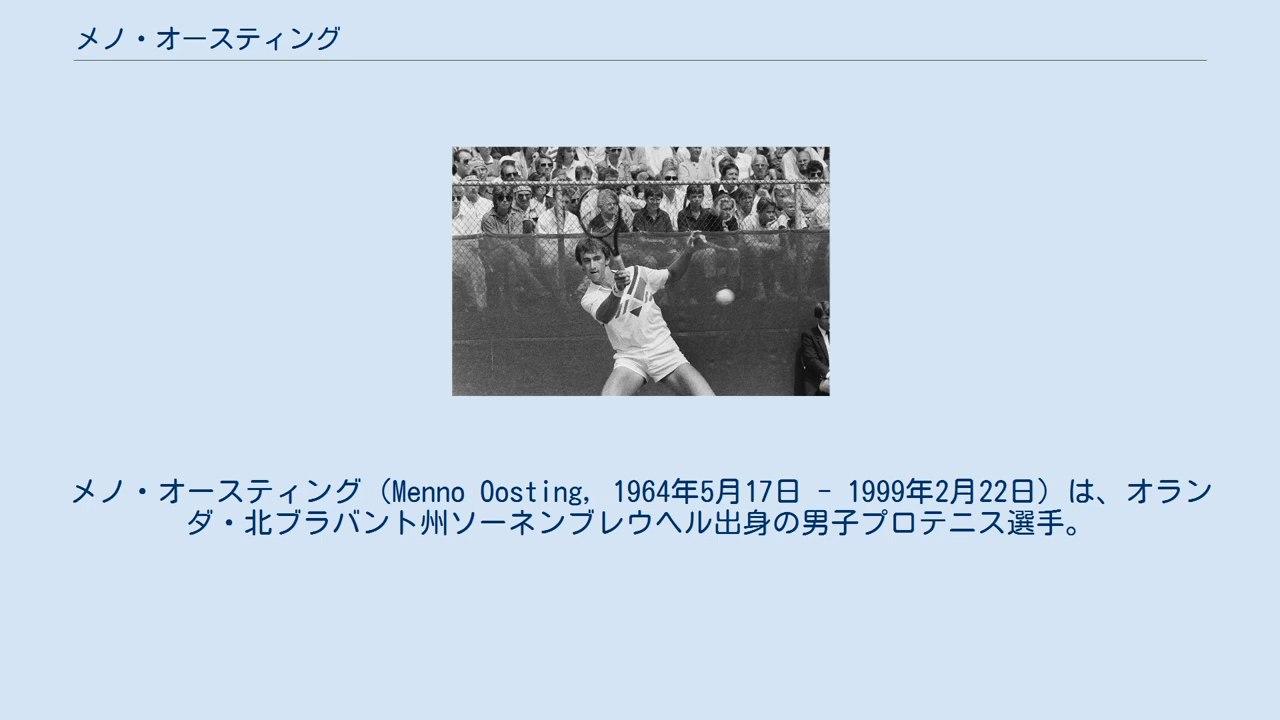 メノ・オースティング
メノ・オースティング（Menno Oosting, 1964年5月17日 - 1999年2月22日）は、オラン
ダ・北ブラバント州ソーネンブレウヘル出身の男子プロテニス選手。